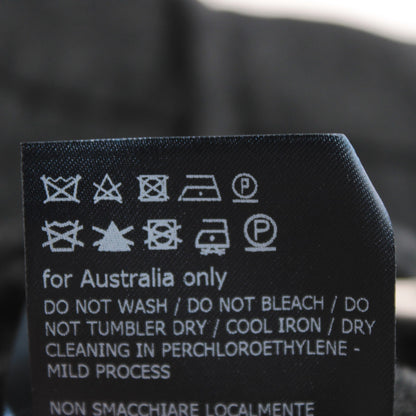 P
P
for Australia only
DO NOT WASH / DO NOT BLEACH / DO
NOT TUMBLER DRY / COOL IRON / DRY
CLEANING IN PERCHLOROETHYLENE -
MILD PROCESS
NON SMACCHIARE LOCALMENTE